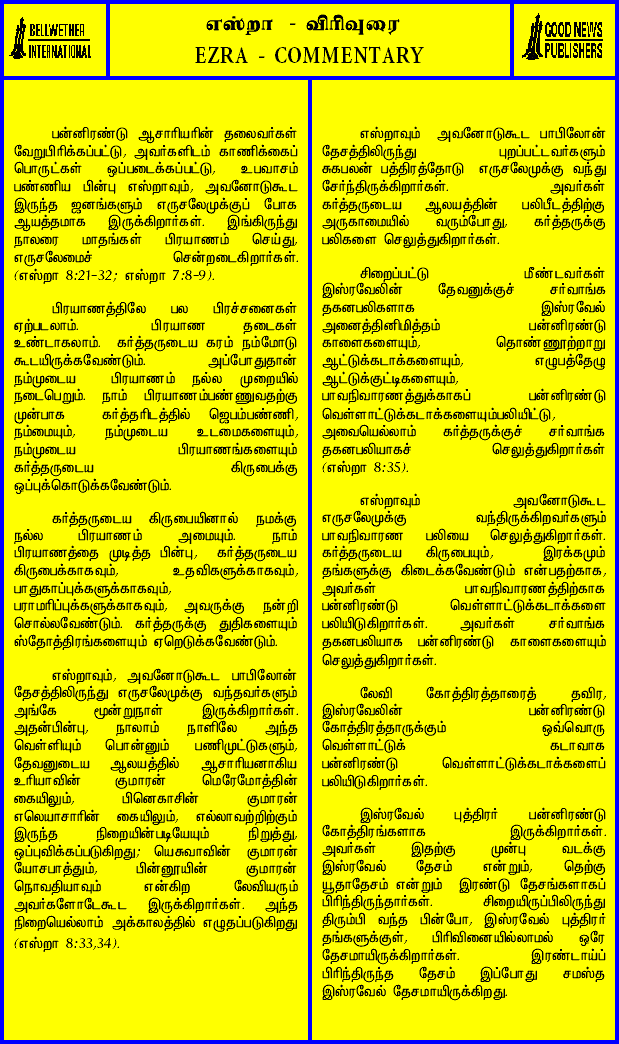 BELLWETHER
INTERNATIONAL
எஸ்றா - விரிவுரை
EZRA - COMMENTARY
GOOD NEWS
PUBLISHERS
பன்னிரண்டு ஆசாரியரின் தலைவர்கள்
வேறுபிரிக்கப்பட்டு, அவர்களிடம் காணிக்கைப்
பொருட்கள் ஒப்படைக்கப்பட்டு, உபவாசம்
பண்ணிய பின்பு எஸ்றாவும், அவனோடுகூட
இருந்த ஜனங்களும் எருசலேமுக்குப் போக
ஆயத்தமாக இருக்கிறார்கள். இங்கிருந்து
நாலரை மாதங்கள் பிரயாணம் செய்து,
எருசலேமைச் சென்றடைகிறார்கள்.
(எஸ்றா 8:21-32; எஸ்றா 7:8-9).
பிரயாணத்திலே பல பிரச்சனைகள்
ஏற்படலாம். பிரயாண தடைகள்
உண்டாகலாம். கர்த்தருடைய கரம் நம்மோடு
கூடயிருக்கவேண்டும். அப்போதுதான்
நம்முடைய பிரயாணம் நல்ல முறையில்
நடைபெறும். நாம் பிரயாணம்பண்ணுவதற்கு
முன்பாக கர்த்தரிடத்தில் ஜெபம்பண்ணி,
நம்மையும், நம்முடைய உடமைகளையும்,
நம்முடைய பிரயாணங்களையும்
கர்த்தருடைய கிருபைக்கு
ஒப்புக்கொடுக்கவேண்டும்.
கர்த்தருடைய கிருபையினால் நமக்கு
நல்ல பிரயாணம் அமையும். நாம்
பிரயாணத்தை முடித்த பின்பு, கர்த்தருடைய
கிருபைக்காகவும், உதவிகளுக்காகவும்,
பாதுகாப்புக்களுக்காகவும்,
பராமரிப்புக்களுக்காகவும், அவருக்கு நன்றி
சொல்லவேண்டும். கர்த்தருக்கு துதிகளையும்
ஸ்தோத்திரங்களையும் ஏறெடுக்கவேண்டும்.
எஸ்றாவும், அவனோடுகூட பாபிலோன்
தேசத்திலிருந்து எருசலேமுக்கு வந்தவர்களும்
அங்கே மூன்றுநாள் இருக்கிறார்கள்.
அதன்பின்பு, நாலாம் நாளிலே அந்த
வெள்ளியும் பொன்னும் பணிமுட்டுகளும்,
தேவனுடைய ஆலயத்தில் ஆசாரியனாகிய
உரியாவின் குமாரன் மெரேமோத்தின்
கையிலும், பினெகாசின் குமாரன்
எலெயாசாரின் கையிலும், எல்லாவற்றிற்கும்
இருந்த நிறையின்படியேயும் நிறுத்து,
ஒப்புவிக்கப்படுகிறது; யெசுவாவின் குமாரன்
யோசபாத்தும், பின்னூயின் குமாரன்
நொவதியாவும் என்கிற லேவியரும்
அவர்களோடேகூட இருக்கிறார்கள். அந்த
நிறையெல்லாம் அக்காலத்தில் எழுதப்படுகிறது
(எஸ்றா 8:33,34).
எஸ்றாவும் அவனோடுகூட பாபிலோன்
தேசத்திலிருந்து புறப்பட்டவர்களும்
சுகபலன் பத்திரத்தோடு எருசலேமுக்கு வந்து
சேர்ந்திருக்கிறார்கள். அவர்கள்
கர்த்தருடைய ஆலயத்தின் பலிபீடத்திற்கு
அருகாமையில் வரும்போது, கர்த்தருக்கு
பலிகளை செலுத்துகிறார்கள்.
சிறைப்பட்டு மீண்டவர்கள்
இஸ்ரவேலின் தேவனுக்குச் சர்வாங்க
தகனபலிகளாக இஸ்ரவேல்
அனைத்தினிமித்தம் பன்னிரண்டு
காளைகளையும், தொண்ணூற்றாறு
ஆட்டுக்கடாக்களையும், எழுபத்தேழு
ஆட்டுக்குட்டிகளையும்,
பாவநிவாரணத்துக்காகப் பன்னிரண்டு
வெள்ளாட்டுக்கடாக்களையும்பலியிட்டு,
அவையெல்லாம் கர்த்தருக்குச் சர்வாங்க
தகனபலியாகச் செலுத்துகிறார்கள்
(எஸ்றா 8:35).
எஸ்றாவும் அவனோடுகூட
எருசலேமுக்கு வந்திருக்கிறவர்களும்
பாவநிவாரண பலியை செலுத்துகிறார்கள்.
கர்த்தருடைய கிருபையும், இரக்கமும்
தங்களுக்கு கிடைக்கவேண்டும் என்பதற்காக,
அவர்கள் பாவநிவாரணத்திற்காக
பன்னிரண்டு வெள்ளாட்டுக்கடாக்களை
பலியிடுகிறார்கள். அவர்கள் சர்வாங்க
தகனபலியாக பன்னிரண்டு காளைகளையும்
செலுத்துகிறார்கள்.
லேவி கோத்திரத்தாரைத் தவிர,
இஸ்ரவேலின் பன்னிரண்டு
கோத்திரத்தாருக்கும் ஒவ்வொரு
வெள்ளாட்டுக் கடாவாக
பன்னிரண்டு வெள்ளாட்டுக்கடாக்களைப்
பலியிடுகிறார்கள்.
இஸ்ரவேல் புத்திரர் பன்னிரண்டு
கோத்திரங்களாக இருக்கிறார்கள்.
அவர்கள் இதற்கு முன்பு வடக்கு
இஸ்ரவேல் தேசம் என்றும், தெற்கு
யூதாதேசம் என்றும் இரண்டு தேசங்களாகப்
பிரிந்திருந்தார்கள். சிறையிருப்பிலிருந்து
திரும்பி வந்த பின்போ, இஸ்ரவேல் புத்திரர்
தங்களுக்குள், பிரிவினையில்லாமல் ஒரே
தேசமாயிருக்கிறார்கள். இரண்டாய்ப்
பிரிந்திருந்த தேசம் இப்போது சமஸ்த
இஸ்ரவேல் தேசமாயிருக்கிறது.